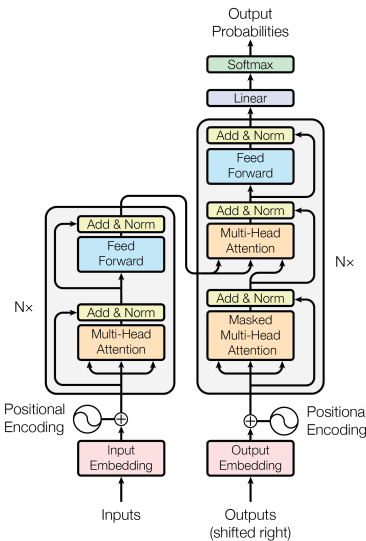 Output
Probabilities
Softmax
Linear
Add & Norm
Feed
Forward
Add & Norm
Multi-Head
Attention
Add & Norm
Masked
Multi-Head
Attention
N×
Add & Norm
Feed
Forward
Add & Norm
Multi-Head
Attention
N×
Positional
Encoding
Input
Embedding
Inputs
Positional
Encoding
Output
Embedding
Outputs
(shifted right)